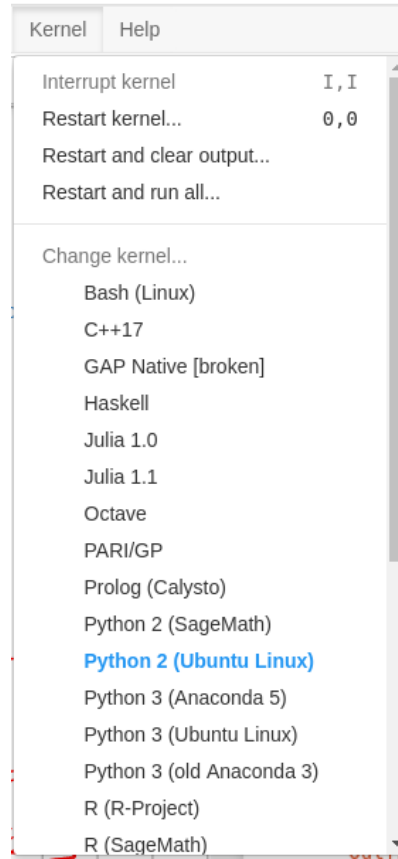 Kernel Help
Interrupt kernel I,I
Restart kernel... 0,0
Restart and clear output...
Restart and run all...
Change kernel...
Bash (Linux)
C++17
GAP Native [broken]
Haskell
Julia 1.0
Julia 1.1
Octave
PARI/GP
Prolog (Calysto)
Python 2 (SageMath)
Python 2 (Ubuntu Linux)
Python 3 (Anaconda 5)
Python 3 (Ubuntu Linux)
Python 3 (old Anaconda 3)
R (R-Project)
R (SageMath)